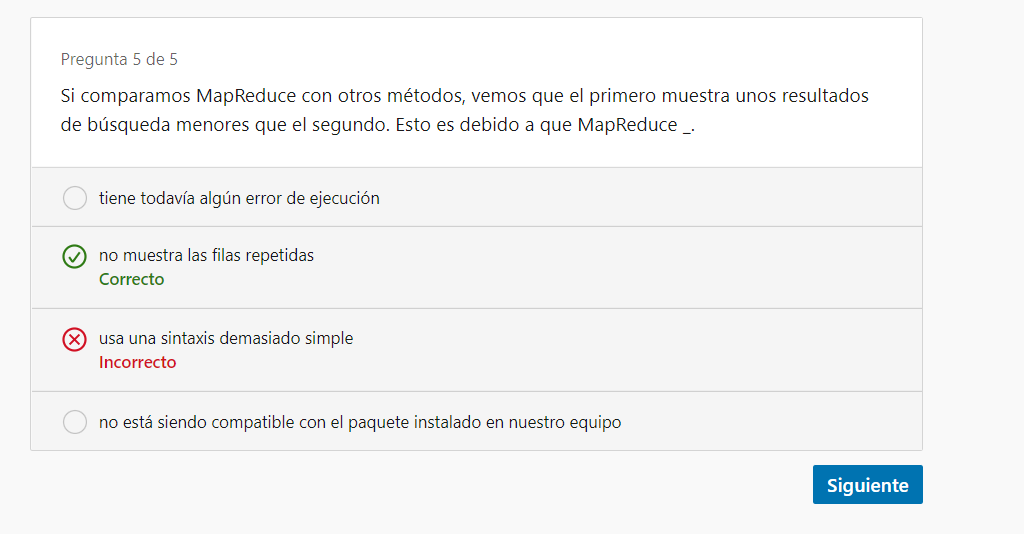 Pregunta 5 de 5
Si comparamos MapReduce con otros métodos, vemos que el primero muestra unos resultados
de búsqueda menores que el segundo. Esto es debido a que MapReduce _.
tiene todavía algún error de ejecución
no muestra las filas repetidas
Correcto
usa una sintaxis demasiado simple
Incorrecto
no está siendo compatible con el paquete instalado en nuestro equipo
Siguiente